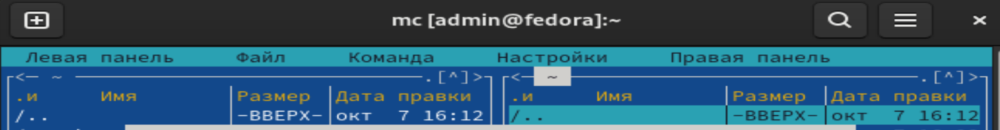 mc [admin@fedora]:~
Левая панель Файл Команда Настройки Правая панель
<— ~ .[^]> <— ~ .[^]>
.и Имя Размер Дата правки .и Имя Размер Дата правки
/.. -ВВЕРХ- окт 7 16:12 /.. -ВВЕРХ- окт 7 16:12